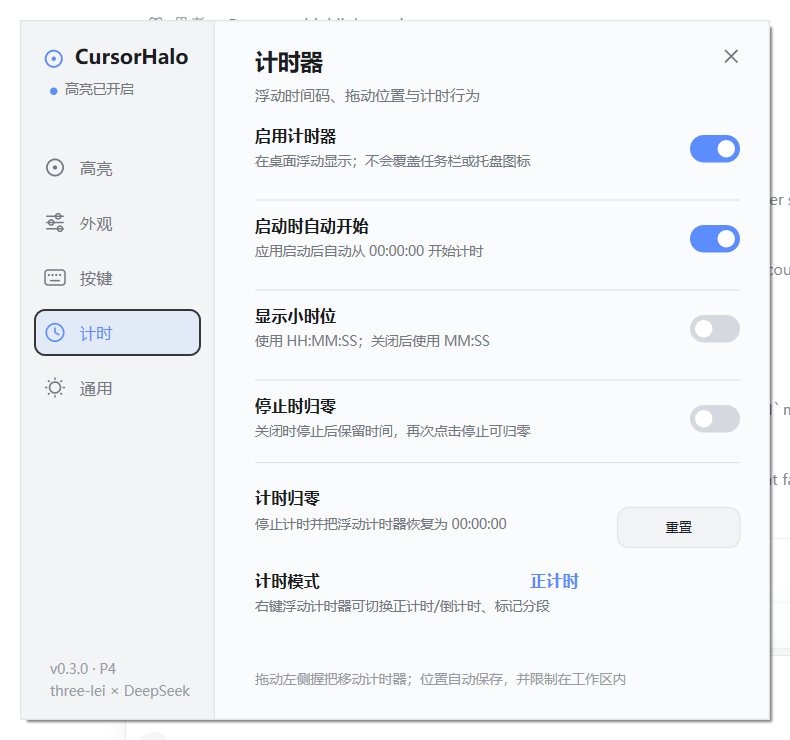 CursorHalo
高亮已开启
高亮
外观
按键
计时
通用
v0.3.0 · P4
three-lei × DeepSeek
计时器
浮动时间码、拖动位置与计时行为
启用计时器
在桌面浮动显示；不会覆盖任务栏或托盘图标
启动时自动开始
应用启动后自动从 00:00:00 开始计时
显示小时位
使用 HH:MM:SS；关闭后使用 MM:SS
停止时归零
关闭时停止后保留时间，再次点击停止可归零
计时归零
停止计时并把浮动计时器恢复为 00:00:00
重置
计时模式
正计时
右键浮动计时器可切换正计时/倒计时、标记分段
拖动左侧握把移动计时器；位置自动保存，并限制在工作区内